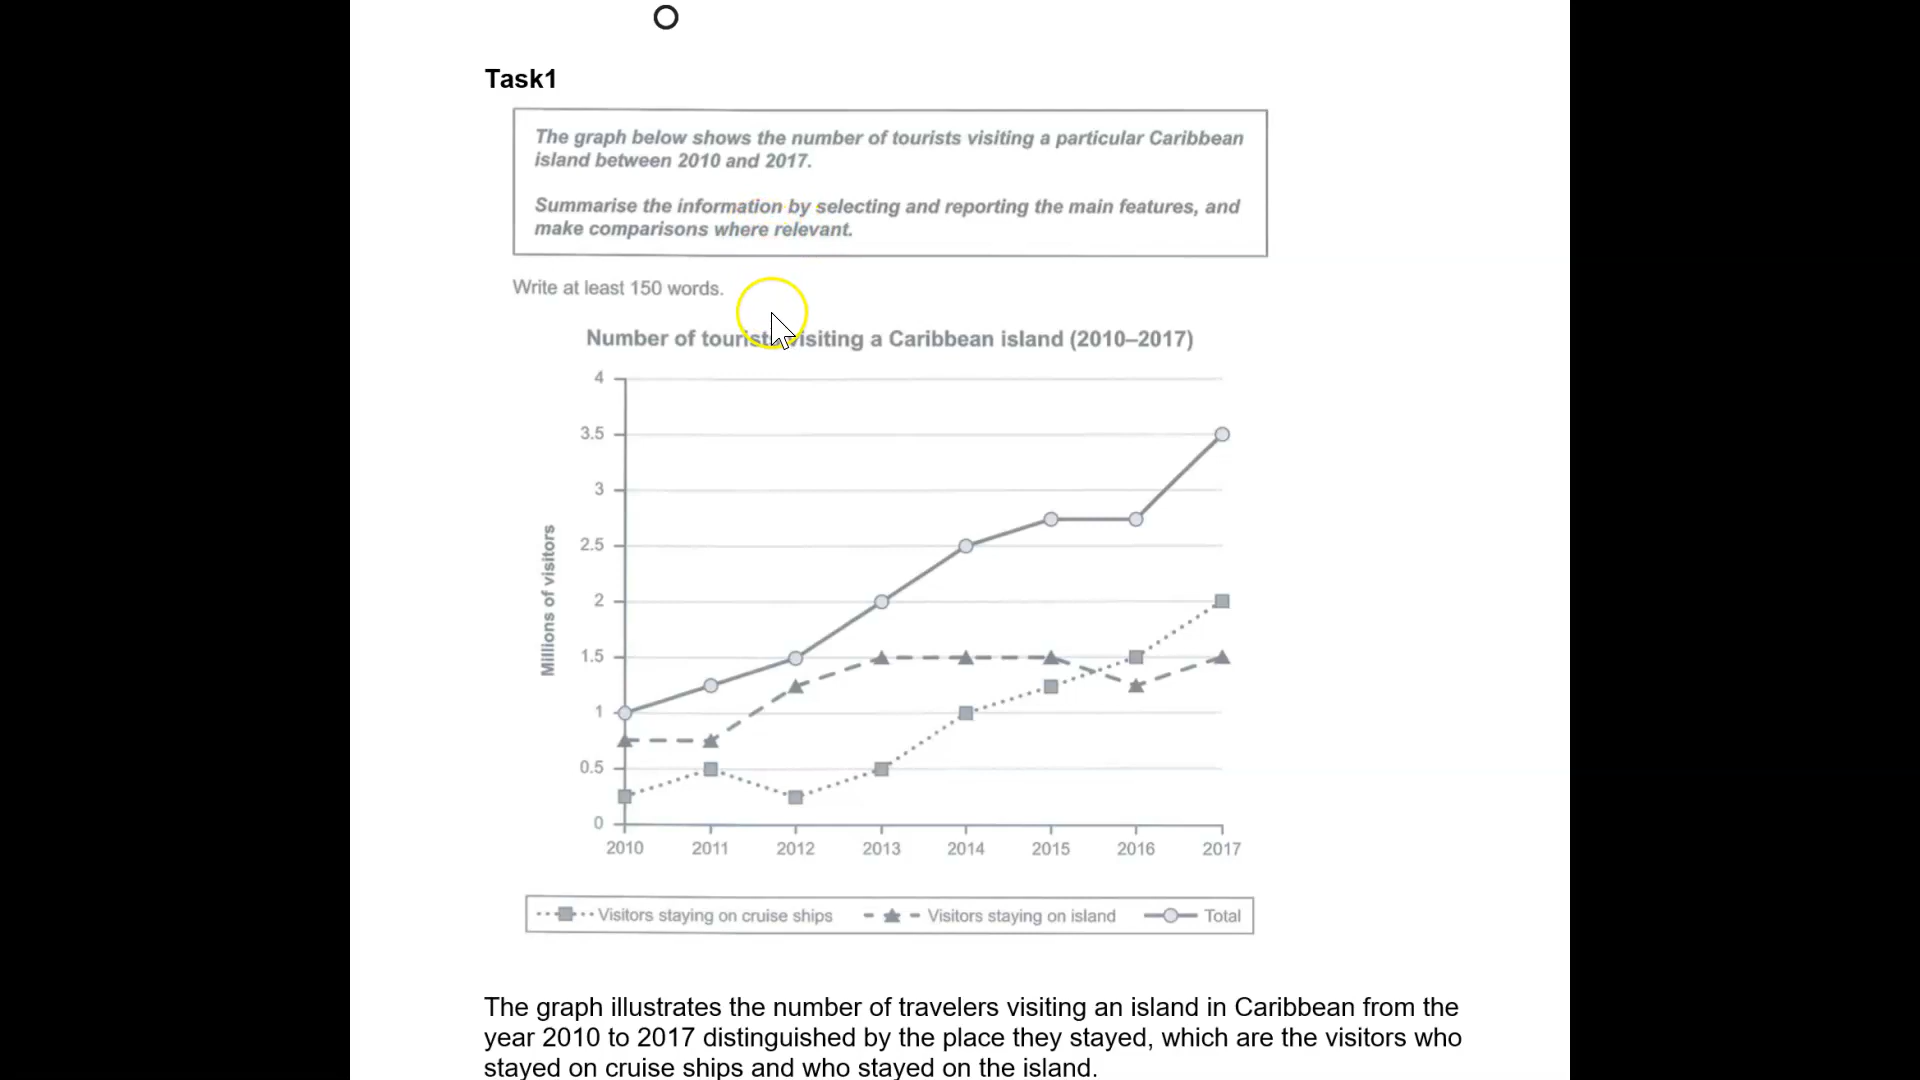 Task1
The graph below shows the number of tourists visiting a particular Caribbean
island between 2010 and 2017.
Summarise the information by selecting and reporting the main features, and
make comparisons where relevant.
Write at least 150 words.
Number of tourists visiting a Caribbean island (2010–2017)
Millions of visitors
4
3.5
3
2.5
2
1.5
1
0.5
0
2010 2011 2012 2013 2014 2015 2016 2017
Visitors staying on cruise ships Visitors staying on island Total
The graph illustrates the number of travelers visiting an island in Caribbean from the
year 2010 to 2017 distinguished by the place they stayed, which are the visitors who
stayed on cruise ships and who stayed on the island.